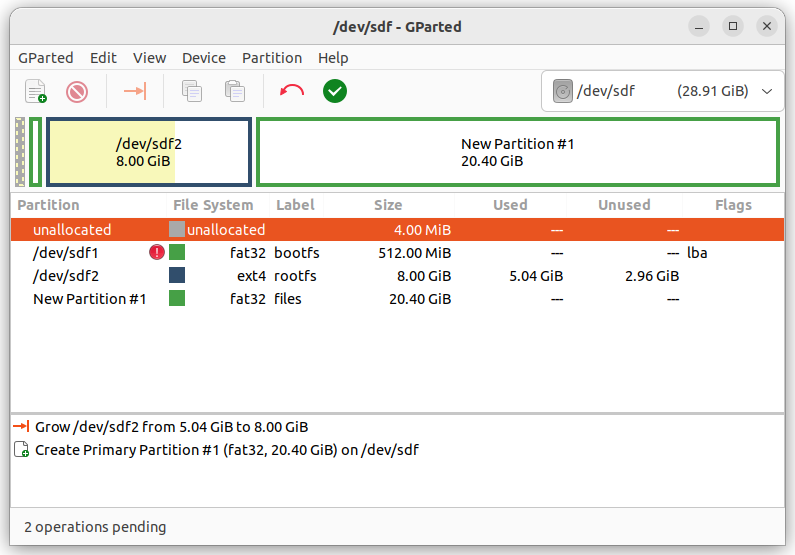 /dev/sdf - GParted
GParted Edit View Device Partition Help
/dev/sdf (28.91 GiB)
/dev/sdf2
8.00 GiB
New Partition #1
20.40 GiB
Partition File System Label Size Used Unused Flags
unallocated unallocated 4.00 MiB --- ---
/dev/sdf1 ! fat32 bootfs 512.00 MiB --- --- lba
/dev/sdf2 ext4 rootfs 8.00 GiB 5.04 GiB 2.96 GiB
New Partition #1 fat32 files 20.40 GiB --- ---
Grow /dev/sdf2 from 5.04 GiB to 8.00 GiB
Create Primary Partition #1 (fat32, 20.40 GiB) on /dev/sdf
2 operations pending